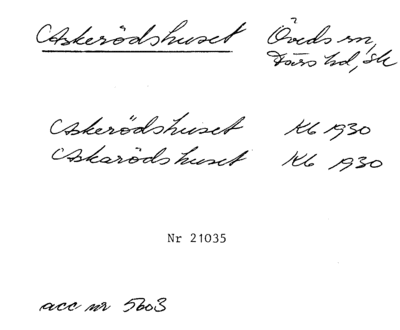 Askerödshuset Öveds sn,
Färs hd, Sk
Askerödshuset Kb 1930
Askarödshuset Kb 1930
Nr 21035
acc nr 5603